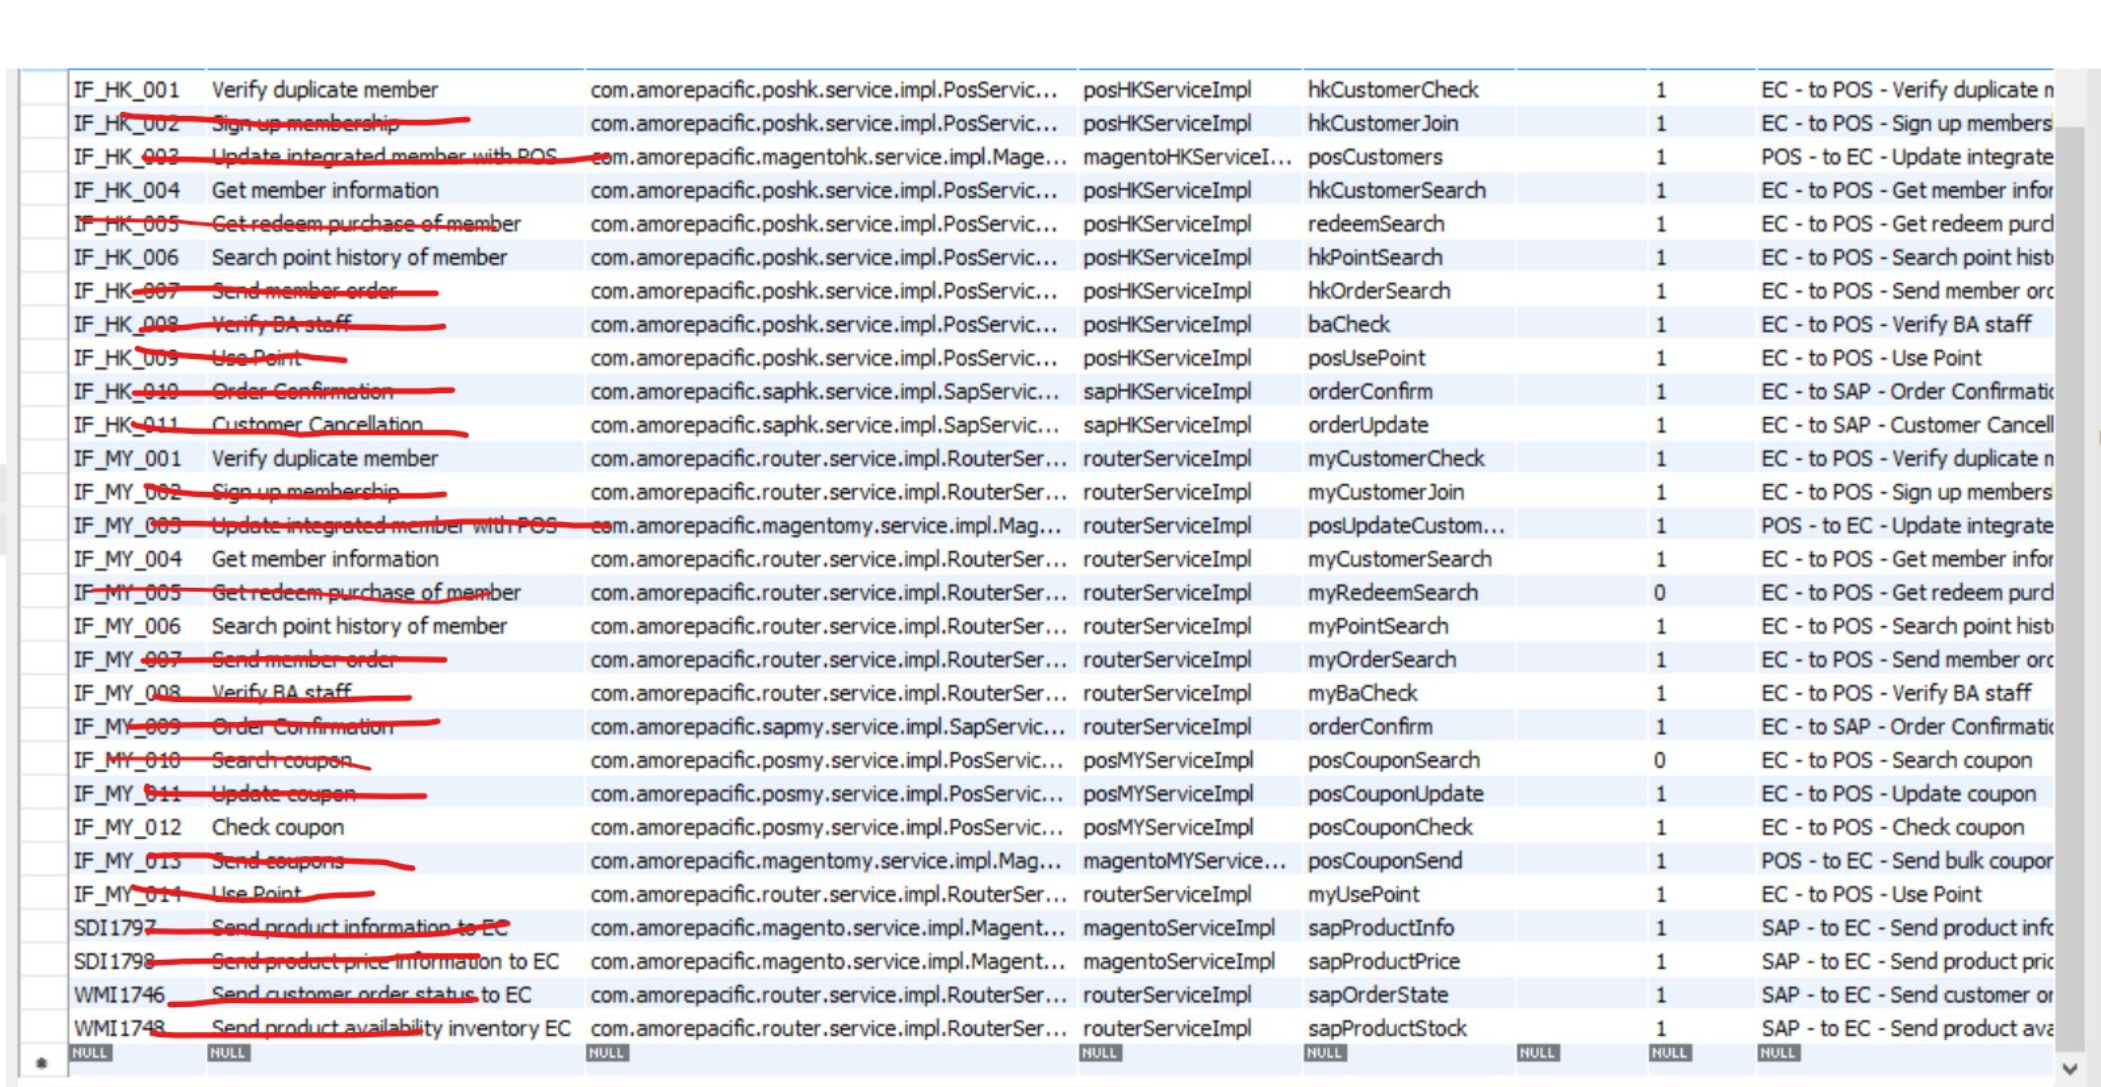 IF_HK_001 Verify duplicate member com.amorepacific.poshk.service.impl.PosServic... posHKServiceImpl hkCustomerCheck 1 EC - to POS - Verify duplicate m
IF_HK_002 Sign up membership com.amorepacific.poshk.service.impl.PosServic... posHKServiceImpl hkCustomerJoin 1 EC - to POS - Sign up members
IF_HK_003 Update integrated member with POS com.amorepacific.magentohk.service.impl.Mage... magentoHKServiceI... posCustomers 1 POS - to EC - Update integrate
IF_HK_004 Get member information com.amorepacific.poshk.service.impl.PosServic... posHKServiceImpl hkCustomerSearch 1 EC - to POS - Get member infor
IF_HK_005 Get redeem purchase of member com.amorepacific.poshk.service.impl.PosServic... posHKServiceImpl redeemSearch 1 EC - to POS - Get redeem purcl
IF_HK_006 Search point history of member com.amorepacific.poshk.service.impl.PosServic... posHKServiceImpl hkPointSearch 1 EC - to POS - Search point hist
IF_HK_007 Send member order com.amorepacific.poshk.service.impl.PosServic... posHKServiceImpl hkOrderSearch 1 EC - to POS - Send member orc
IF_HK_008 Verify BA staff com.amorepacific.poshk.service.impl.PosServic... posHKServiceImpl baCheck 1 EC - to POS - Verify BA staff
IF_HK_009 Use Point com.amorepacific.poshk.service.impl.PosServic... posHKServiceImpl posUsePoint 1 EC - to POS - Use Point
IF_HK_010 Order Confirmation com.amorepacific.saphk.service.impl.SapServic... sapHKServiceImpl orderConfirm 1 EC - to SAP - Order Confirmatic
IF_HK_011 Customer Cancellation com.amorepacific.saphk.service.impl.SapServic... sapHKServiceImpl orderUpdate 1 EC - to SAP - Customer Cancell
IF_MY_001 Verify duplicate member com.amorepacific.router.service.impl.RouterSer... routerServiceImpl myCustomerCheck 1 EC - to POS - Verify duplicate m
IF_MY_002 Sign up membership com.amorepacific.router.service.impl.RouterSer... routerServiceImpl myCustomerJoin 1 EC - to POS - Sign up members
IF_MY_003 Update integrated member with POS com.amorepacific.magentomy.service.impl.Mag... routerServiceImpl posUpdateCustom... 1 POS - to EC - Update integrate
IF_MY_004 Get member information com.amorepacific.router.service.impl.RouterSer... routerServiceImpl myCustomerSearch 1 EC - to POS - Get member infor
IF_MY_005 Get redeem purchase of member com.amorepacific.router.service.impl.RouterSer... routerServiceImpl myRedeemSearch 0 EC - to POS - Get redeem purcl
IF_MY_006 Search point history of member com.amorepacific.router.service.impl.RouterSer... routerServiceImpl myPointSearch 1 EC - to POS - Search point hist
IF_MY_007 Send member order com.amorepacific.router.service.impl.RouterSer... routerServiceImpl myOrderSearch 1 EC - to POS - Send member orc
IF_MY_008 Verify BA staff com.amorepacific.router.service.impl.RouterSer... routerServiceImpl myBaCheck 1 EC - to POS - Verify BA staff
IF_MY_009 Order Confirmation com.amorepacific.sapmy.service.impl.SapServic... routerServiceImpl orderConfirm 1 EC - to SAP - Order Confirmatic
IF_MY_010 Search coupon com.amorepacific.posmy.service.impl.PosServic... posMYServiceImpl posCouponSearch 0 EC - to POS - Search coupon
IF_MY_011 Update coupon com.amorepacific.posmy.service.impl.PosServic... posMYServiceImpl posCouponUpdate 1 EC - to POS - Update coupon
IF_MY_012 Check coupon com.amorepacific.posmy.service.impl.PosServic... posMYServiceImpl posCouponCheck 1 EC - to POS - Check coupon
IF_MY_013 Send coupons com.amorepacific.magentomy.service.impl.Mag... magentoMYService... posCouponSend 1 POS - to EC - Send bulk coupor
IF_MY_014 Use Point com.amorepacific.router.service.impl.RouterSer... routerServiceImpl myUsePoint 1 EC - to POS - Use Point
SDI1797 Send product information to EC com.amorepacific.magento.service.impl.Magent... magentoServiceImpl sapProductInfo 1 SAP - to EC - Send product infc
SDI1798 Send product price information to EC com.amorepacific.magento.service.impl.Magent... magentoServiceImpl sapProductPrice 1 SAP - to EC - Send product pric
WMI1746 Send customer order status to EC com.amorepacific.router.service.impl.RouterSer... routerServiceImpl sapOrderState 1 SAP - to EC - Send customer or
WMI1748 Send product availability inventory EC com.amorepacific.router.service.impl.RouterSer... routerServiceImpl sapProductStock 1 SAP - to EC - Send product ava
NULL NULL NULL NULL NULL NULL NULL NULL